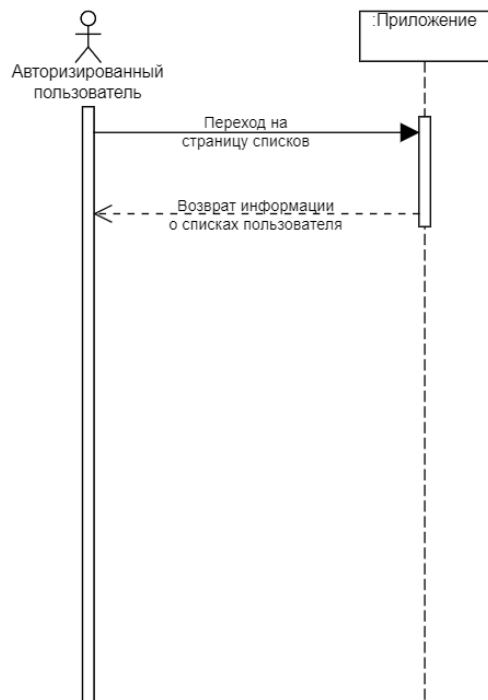 :Приложение
Авторизированный
пользователь
Переход на
страницу списков
Возврат информации
о списках пользователя